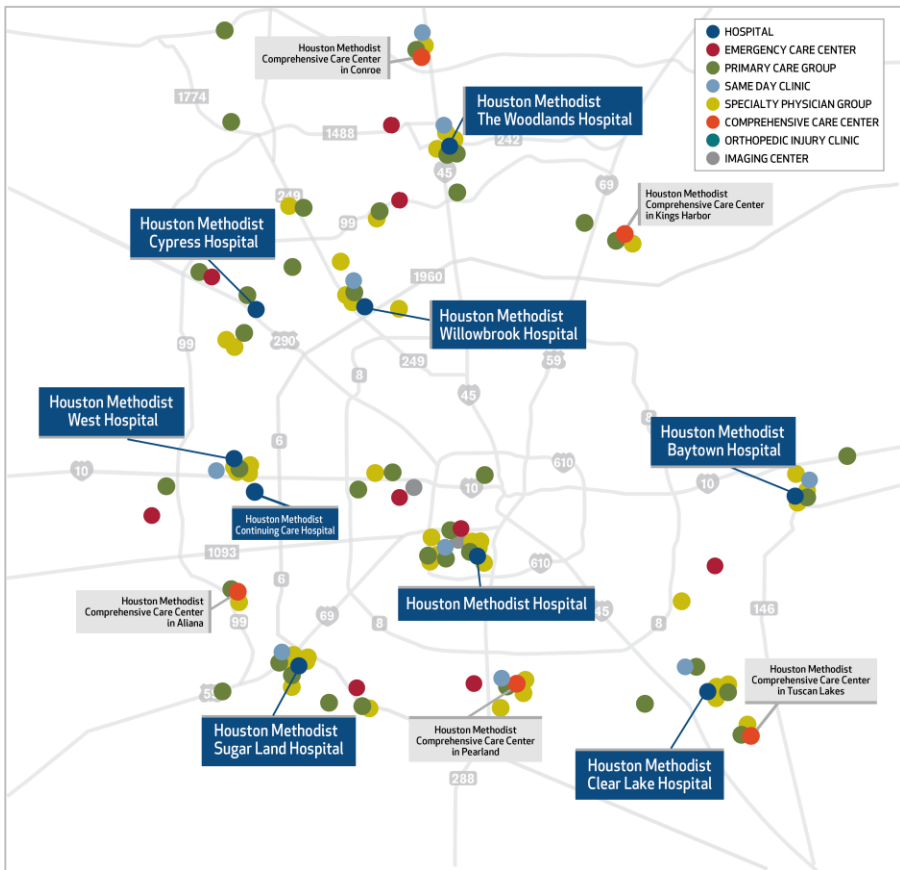 HOSPITAL
EMERGENCY CARE CENTER
PRIMARY CARE GROUP
SAME DAY CLINIC
SPECIALTY PHYSICIAN GROUP
COMPREHENSIVE CARE CENTER
ORTHOPEDIC INJURY CLINIC
IMAGING CENTER
Houston Methodist
Comprehensive Care Center
in Conroe
1774
Houston Methodist
The Woodlands Hospital
1488
242
45
69
Houston Methodist
Comprehensive Care Center
in Kings Harbor
249
99
Houston Methodist
Cypress Hospital
1960
Houston Methodist
Willowbrook Hospital
99
290
249
59
8
45
8
Houston Methodist
West Hospital
6
Houston Methodist
Baytown Hospital
610
10
10
10
Houston Methodist
Continuing Care Hospital
1093
610
6
Houston Methodist Hospital
Houston Methodist
Comprehensive Care Center
in Aliana
99
69
8
45
8
146
59
Houston Methodist
Sugar Land Hospital
Houston Methodist
Comprehensive Care Center
in Pearland
288
Houston Methodist
Comprehensive Care Center
in Tuscan Lakes
Houston Methodist
Clear Lake Hospital